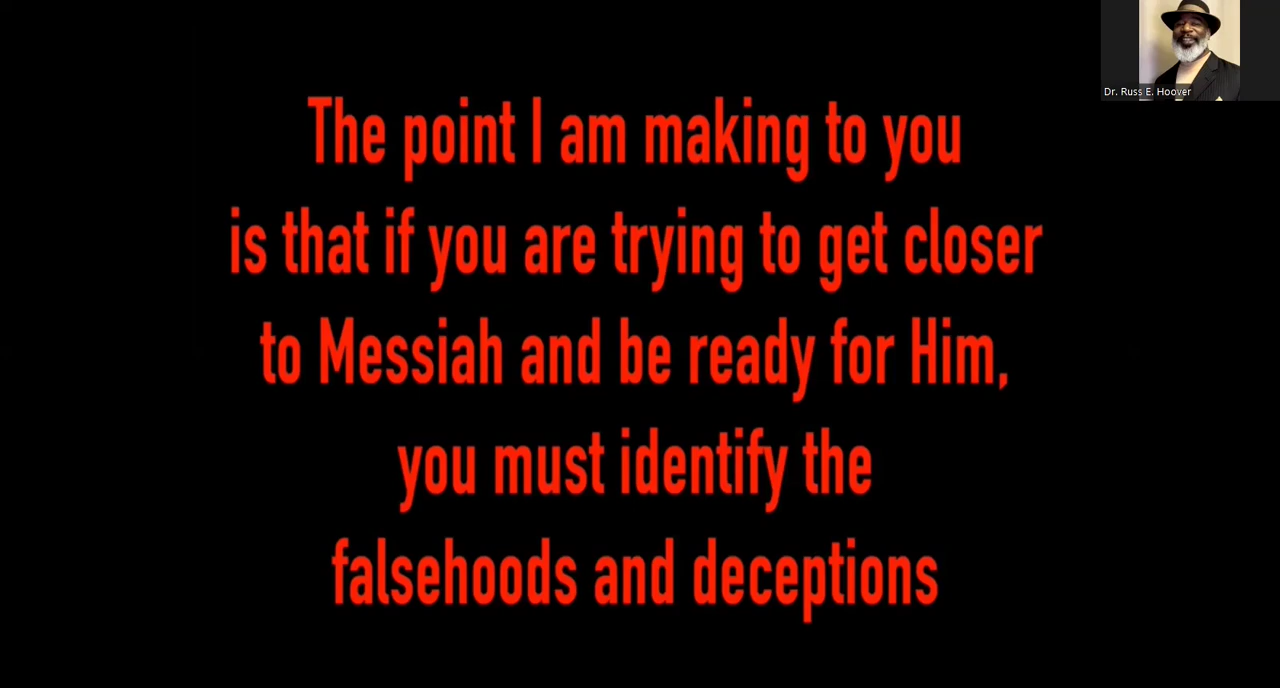 Dr. Russ E. Hoover
The point I am making to you
is that if you are trying to get closer
to Messiah and be ready for Him,
you must identify the
falsehoods and deceptions